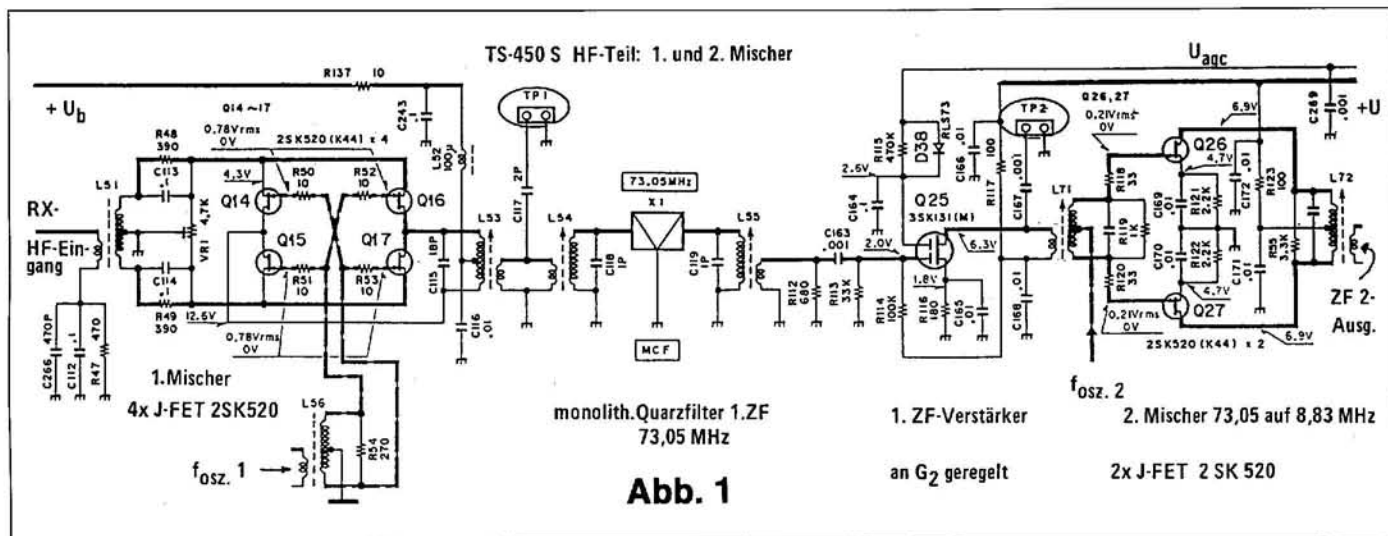 TS-450 S HF-Teil: 1. und 2. Mischer
U agc
+ U b
+U
R137 10
Q14~17
0.78Vrms
0V
2SK520(K44) x 4
R48
390
C113
.1
4,3V
R50
10
R52
10
Q14
Q16
Q15
Q17
R51
10
R53
10
L51
RX-
HF-Ein-
gang
VR1 4.7K
C114
.1
R49
390
12.6V
0.78Vrms
0V
C266 470P
C112 .1
R47 470
1.Mischer
4x J-FET 2SK520
L56
R54
270
f osz. 1
C243
.1
L52
100μ
C115
18P
C116
.01
L53
TP1
C117
2P
L54
C118
1P
73,05MHz
X1
MCF
C119
1P
L55
monolith.Quarzfilter 1.ZF
73,05 MHz
Abb. 1
R112
680
C163
.001
R113
33K
2.6V
C164
.1
R115
470K
D38
RLS73
C166 .01
Q25
3SK131(M)
2.0V
6.3V
1.8V
R114
100K
R116
180
C165
.01
R117
100
TP2
C167
.001
C168
.01
L71
1. ZF-Verstärker
an G2 geregelt
Q26,27
0.21Vrms
0V
R118
33
R119
1K
R120
33
0.21Vrms
0V
f osz. 2
6.9V
Q26
4,7V
C169
.01
R121
2.2K
C170
.01
R122
2.2K
C172 .01
C171
.01
4.7V
Q27
2SK520(K44) x 2
6.9V
R123
100
R55
3.3K
C269
.001
L72
ZF 2-
Ausg.
2. Mischer 73,05 auf 8,83 MHz
2x J-FET 2 SK 520